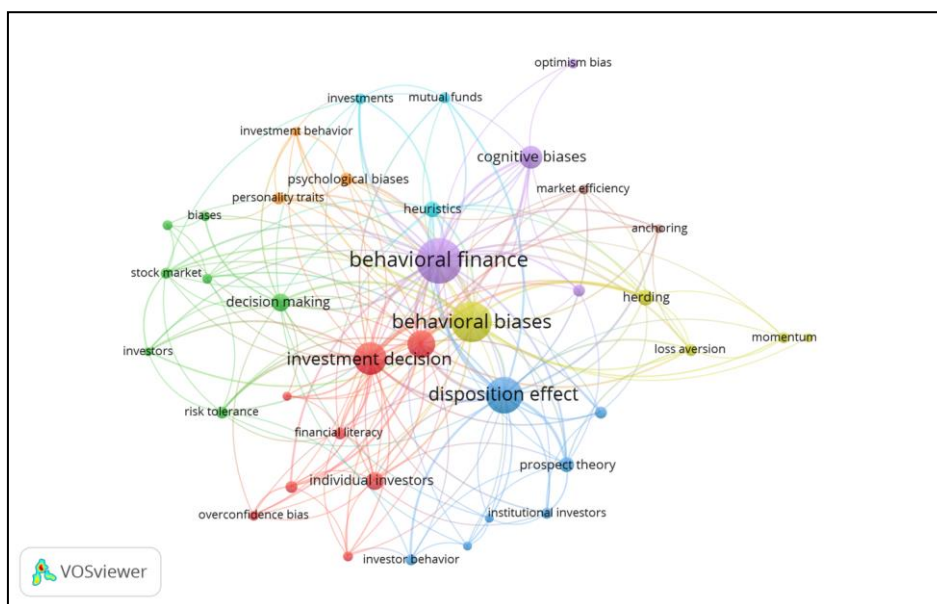 optimism bias
investments
mutual funds
investment behavior
cognitive biases
psychological biases
market efficiency
personality traits
heuristics
biases
anchoring
behavioral finance
stock market
decision making
herding
behavioral biases
momentum
investors
investment decision
loss aversion
disposition effect
risk tolerance
financial literacy
prospect theory
individual investors
overconfidence bias
institutional investors
investor behavior
VOSviewer